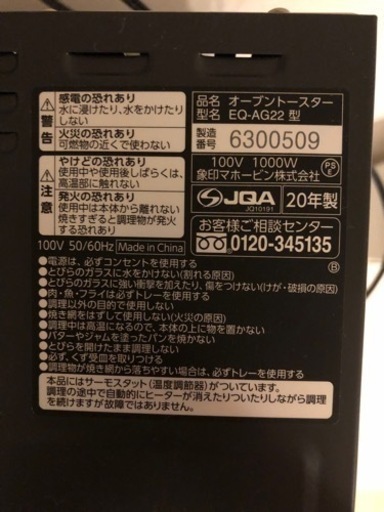 警告
感電の恐れあり
水に浸けたり、水をかけたり
しない
火災の恐れあり
可燃物の近くで使わない
注意
やけどの恐れあり
使用中や使用後しばらくは、
高温部に触れない
発火の恐れあり
使用中は本体から離れない
焼きすぎると調理物が発火
することあり
100V 50/60Hz Made in China
品名 オーブントースター
型名 EQ-AG22 型
製造番号 6300509
100V 1000W
象印マホービン株式会社
PSE
JQA
JQ10191
20年製
お客様ご相談センター
0120-345135
B
●電源は、必ずコンセントを使用する
●とびらのガラスに水をかけない(割れる原因)
●とびらのガラスに強い衝撃を加えたり、傷をつけない(けが・破損の原因)
●肉・魚・フライは必ずトレーを使用する
●調理以外の目的で使用しない
●焼き網をはずして使用しない(火災の原因)
●調理中は高温になるので、本体の上に物を置かない
●バターやジャムを塗ったパンを焼かない
●とびらを開けたまま調理しない
●必ず、くず受皿を取りつける
●調理物が焼き網から落ちやすい場合は、必ずトレーを使用する
本品にはサーモスタット(温度調節器)がついています。
調理の途中で自動的にヒーターが消えたりついたりしながら調理
を続けますが故障ではありません。